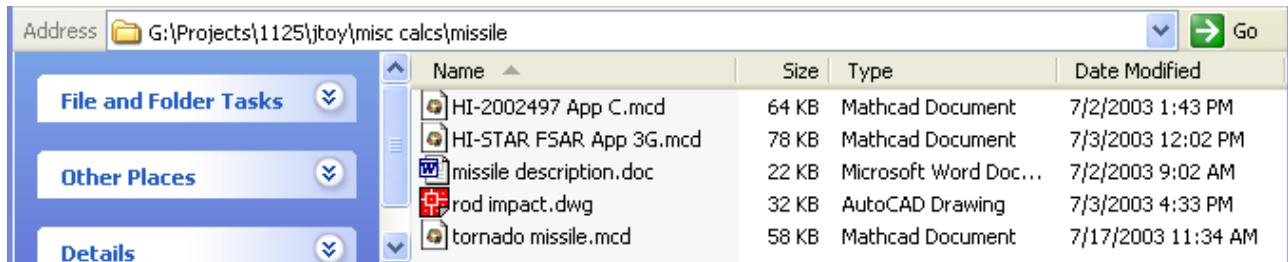 Address G:\Projects\1125\jtoy\misc calcs\missile Go
File and Folder Tasks
Other Places
Details
Name Size Type Date Modified
HI-2002497 App C.mcd 64 KB Mathcad Document 7/2/2003 1:43 PM
HI-STAR FSAR App 3G.mcd 78 KB Mathcad Document 7/3/2003 12:02 PM
missile description.doc 22 KB Microsoft Word Doc... 7/2/2003 9:02 AM
rod impact.dwg 32 KB AutoCAD Drawing 7/3/2003 4:33 PM
tornado missile.mcd 58 KB Mathcad Document 7/17/2003 11:34 AM